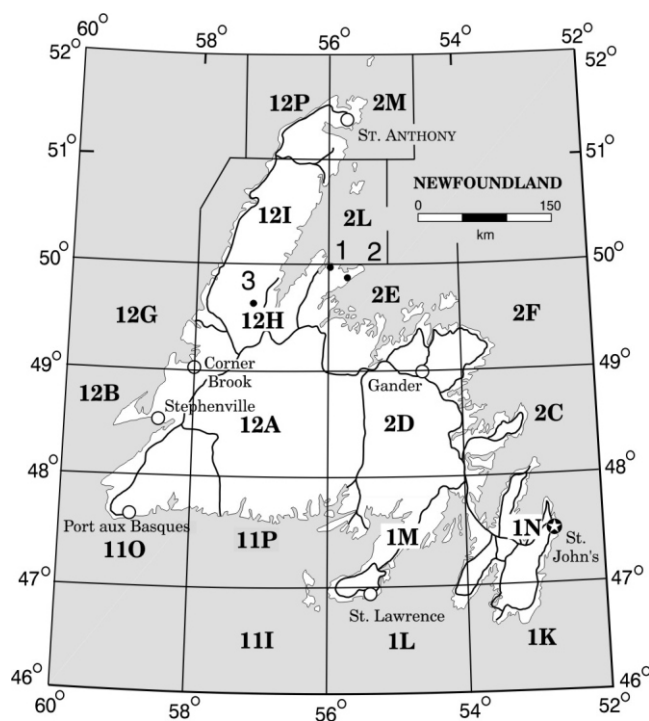 60°
58°
56°
54°
52°
52°
52°
12P
2M
ST. ANTHONY
51°
51°
NEWFOUNDLAND
12I
0
150
km
2L
50°
1
2
50°
3
2E
12G
12H
2F
49°
Corner
Brook
Gander
49°
12B
Stephenville
12A
2D
2C
48°
48°
Port aux Basques
11O
11P
1M
1N
St.
John's
47°
47°
St. Lawrence
11I
1L
1K
46°
46°
60°
58°
56°
54°
52°